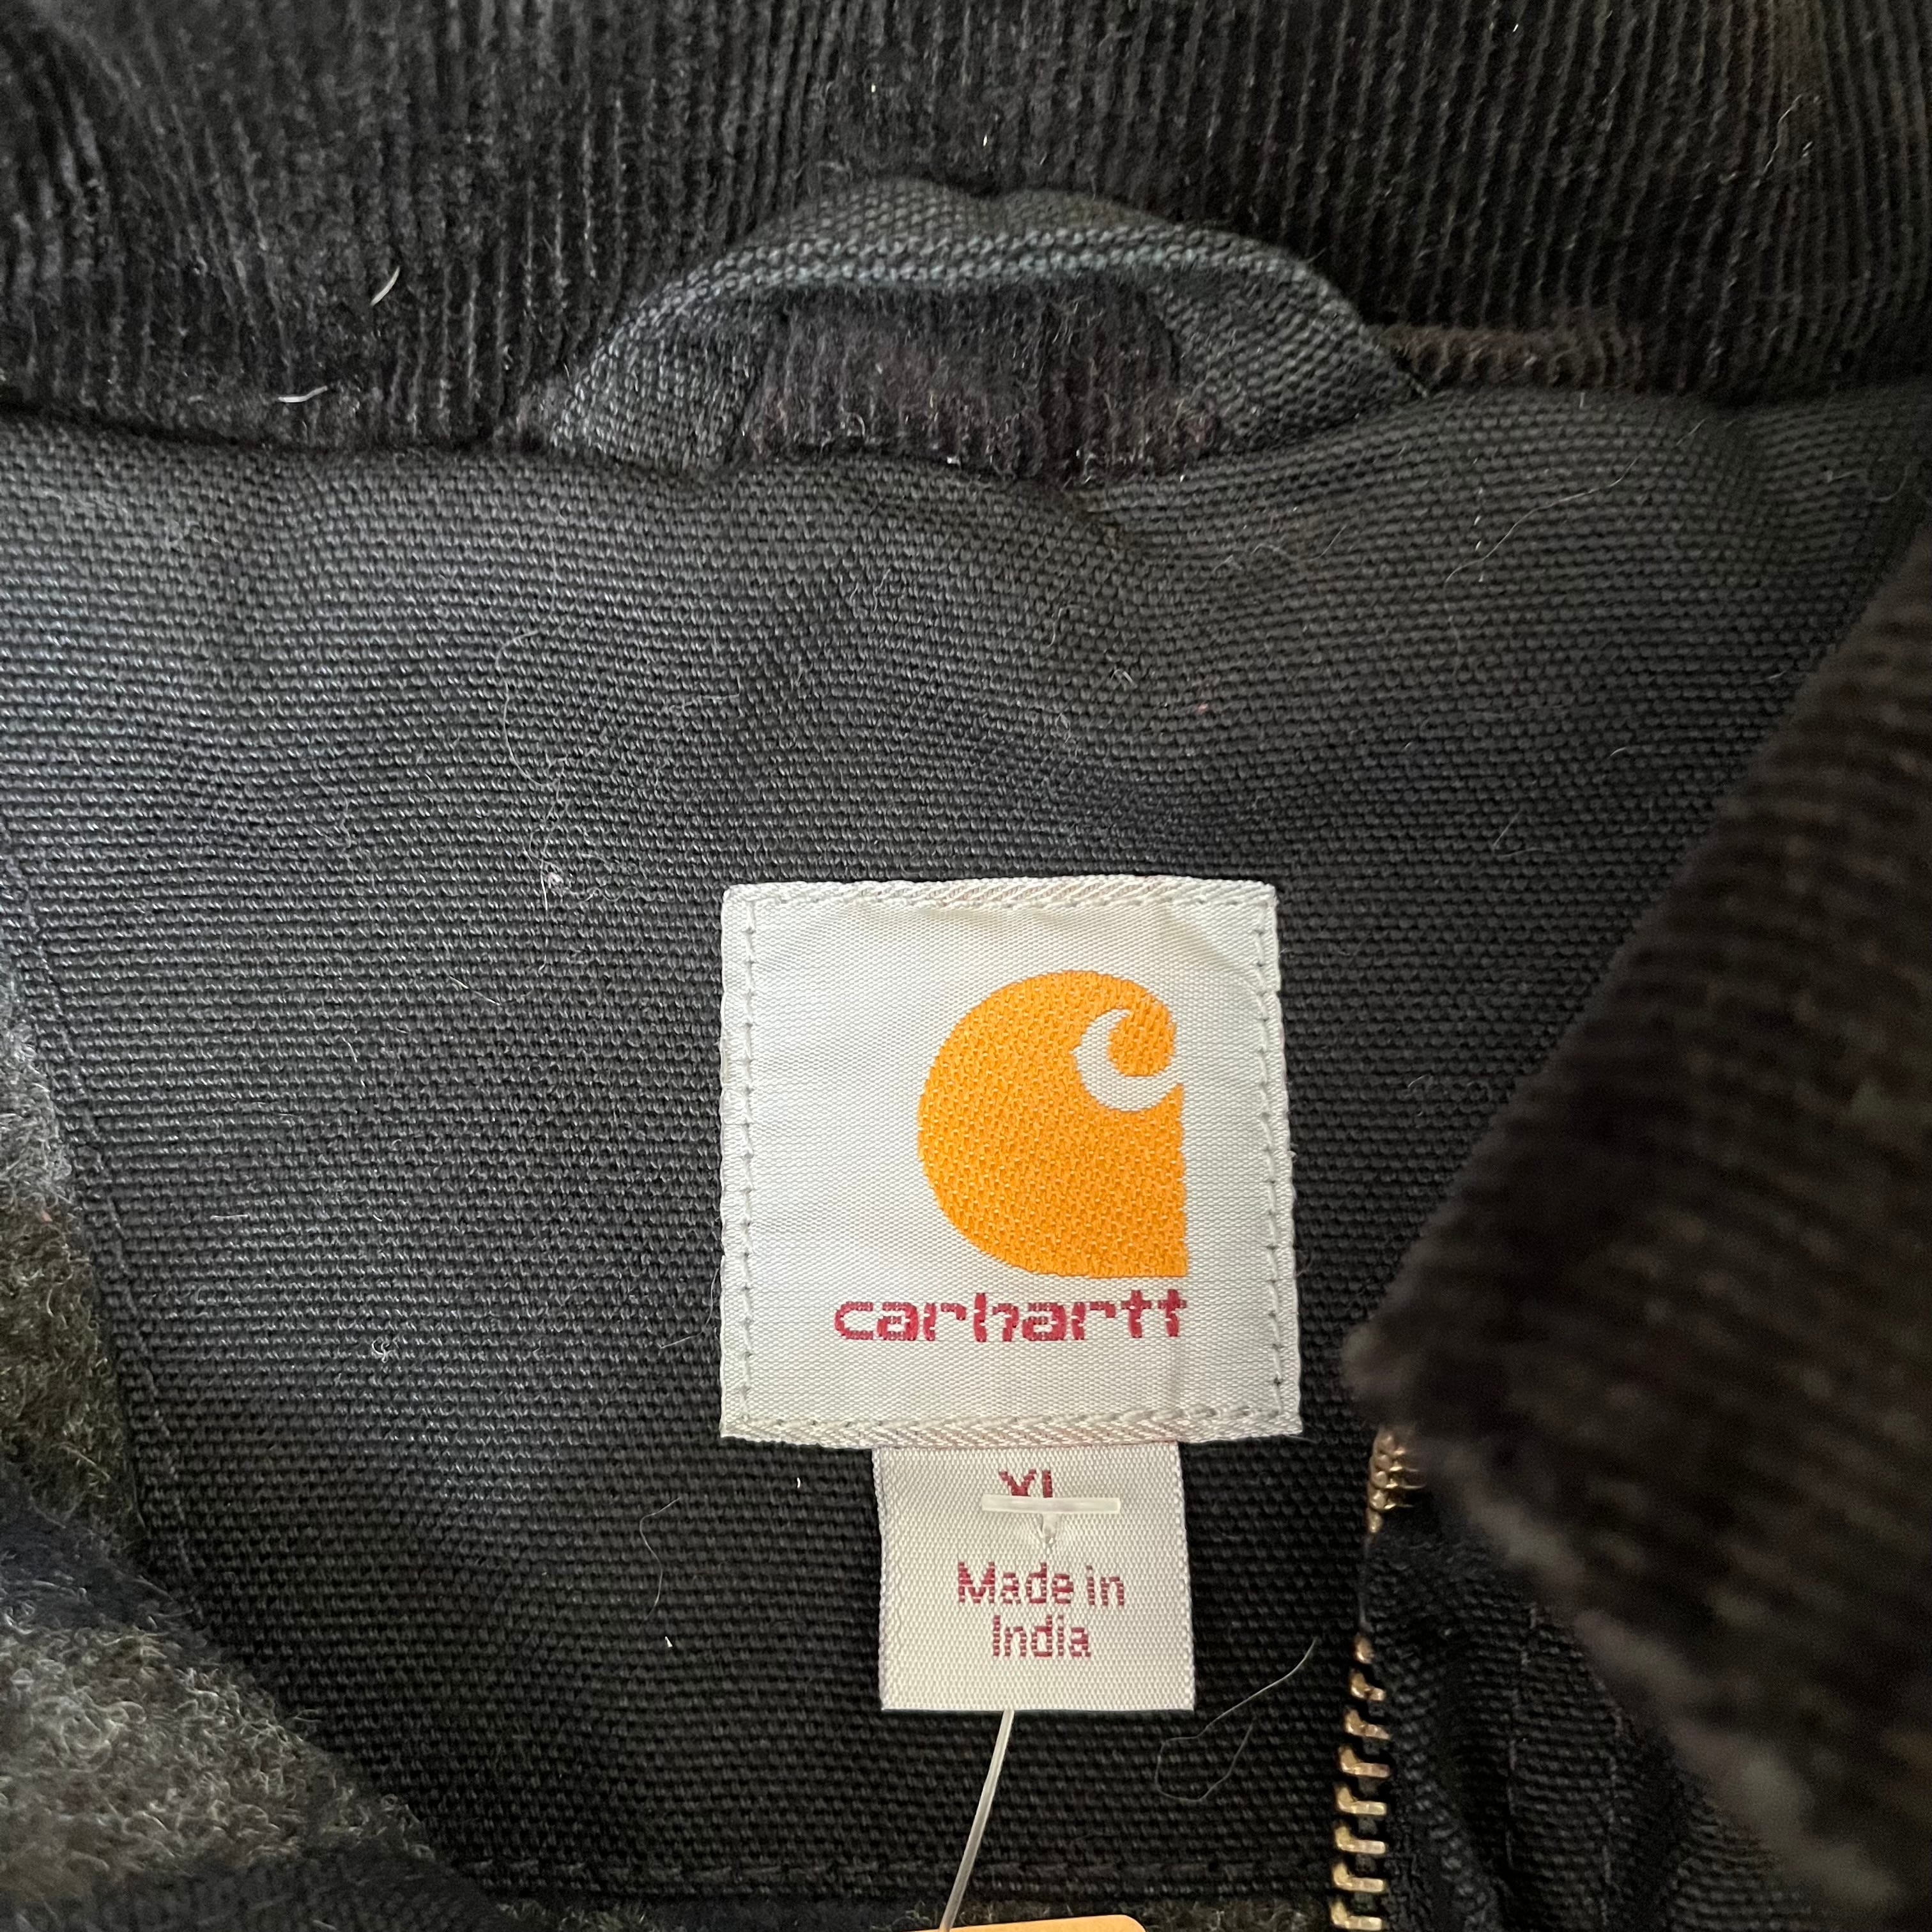 carhartt
XL
Made in
India